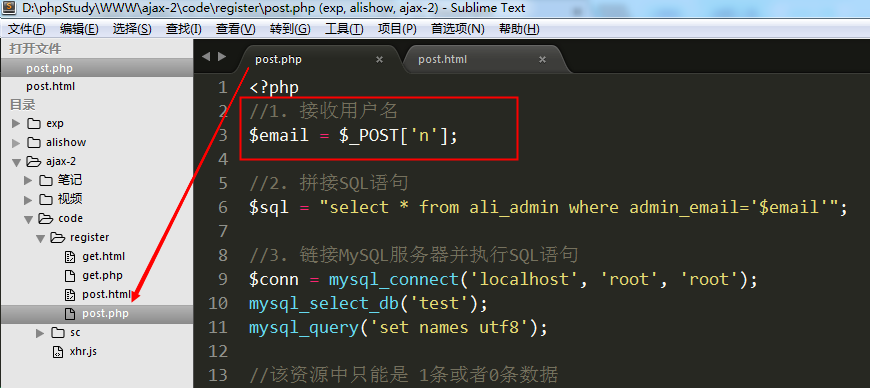 D:\phpStudy\WWW\ajax-2\code\register\post.php (exp, alishow, ajax-2) - Sublime Text
文件(F) 编辑(E) 选择(S) 查找(I) 查看(V) 转到(G) 工具(T) 项目(P) 首选项(N) 帮助(H)
打开文件
post.php
post.html
目录
exp
alishow
ajax-2
笔记
视频
code
register
get.html
get.php
post.html
post.php
sc
xhr.js
post.php × post.html ×
1 <?php
2 //1. 接收用户名
3 $email = $_POST['n'];
4
5 //2. 拼接SQL语句
6 $sql = "select * from ali_admin where admin_email='$email'";
7
8 //3. 链接MySQL服务器并执行SQL语句
9 $conn = mysql_connect('localhost', 'root', 'root');
10 mysql_select_db('test');
11 mysql_query('set names utf8');
12
13 //该资源中只能是 1条或者0条数据